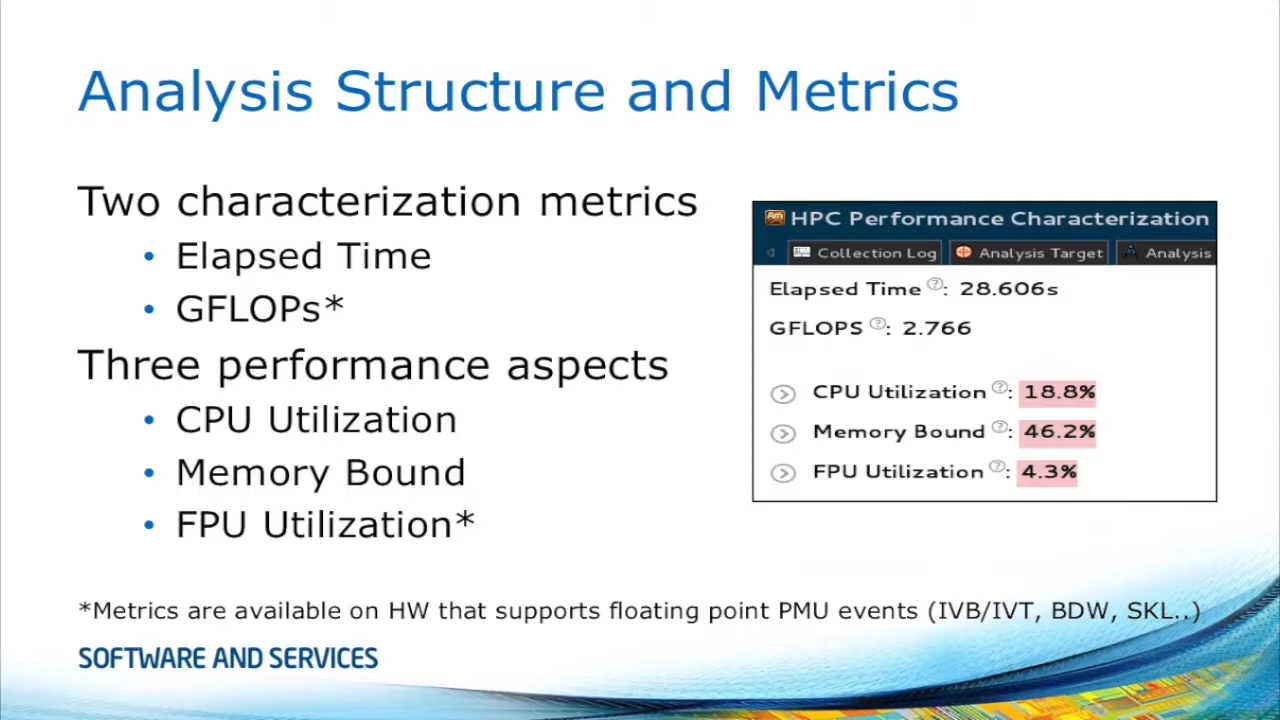 Analysis Structure and Metrics
Two characterization metrics
• Elapsed Time
• GFLOPs*
Three performance aspects
• CPU Utilization
• Memory Bound
• FPU Utilization*
HPC Performance Characterization
Collection Log
Analysis Target
Analysis
Elapsed Time ?: 28.606s
GFLOPS ?: 2.766
CPU Utilization ?: 18.8%
Memory Bound ?: 46.2%
FPU Utilization ?: 4.3%
*Metrics are available on HW that supports floating point PMU events (IVB/IVT, BDW, SKL..)
SOFTWARE AND SERVICES